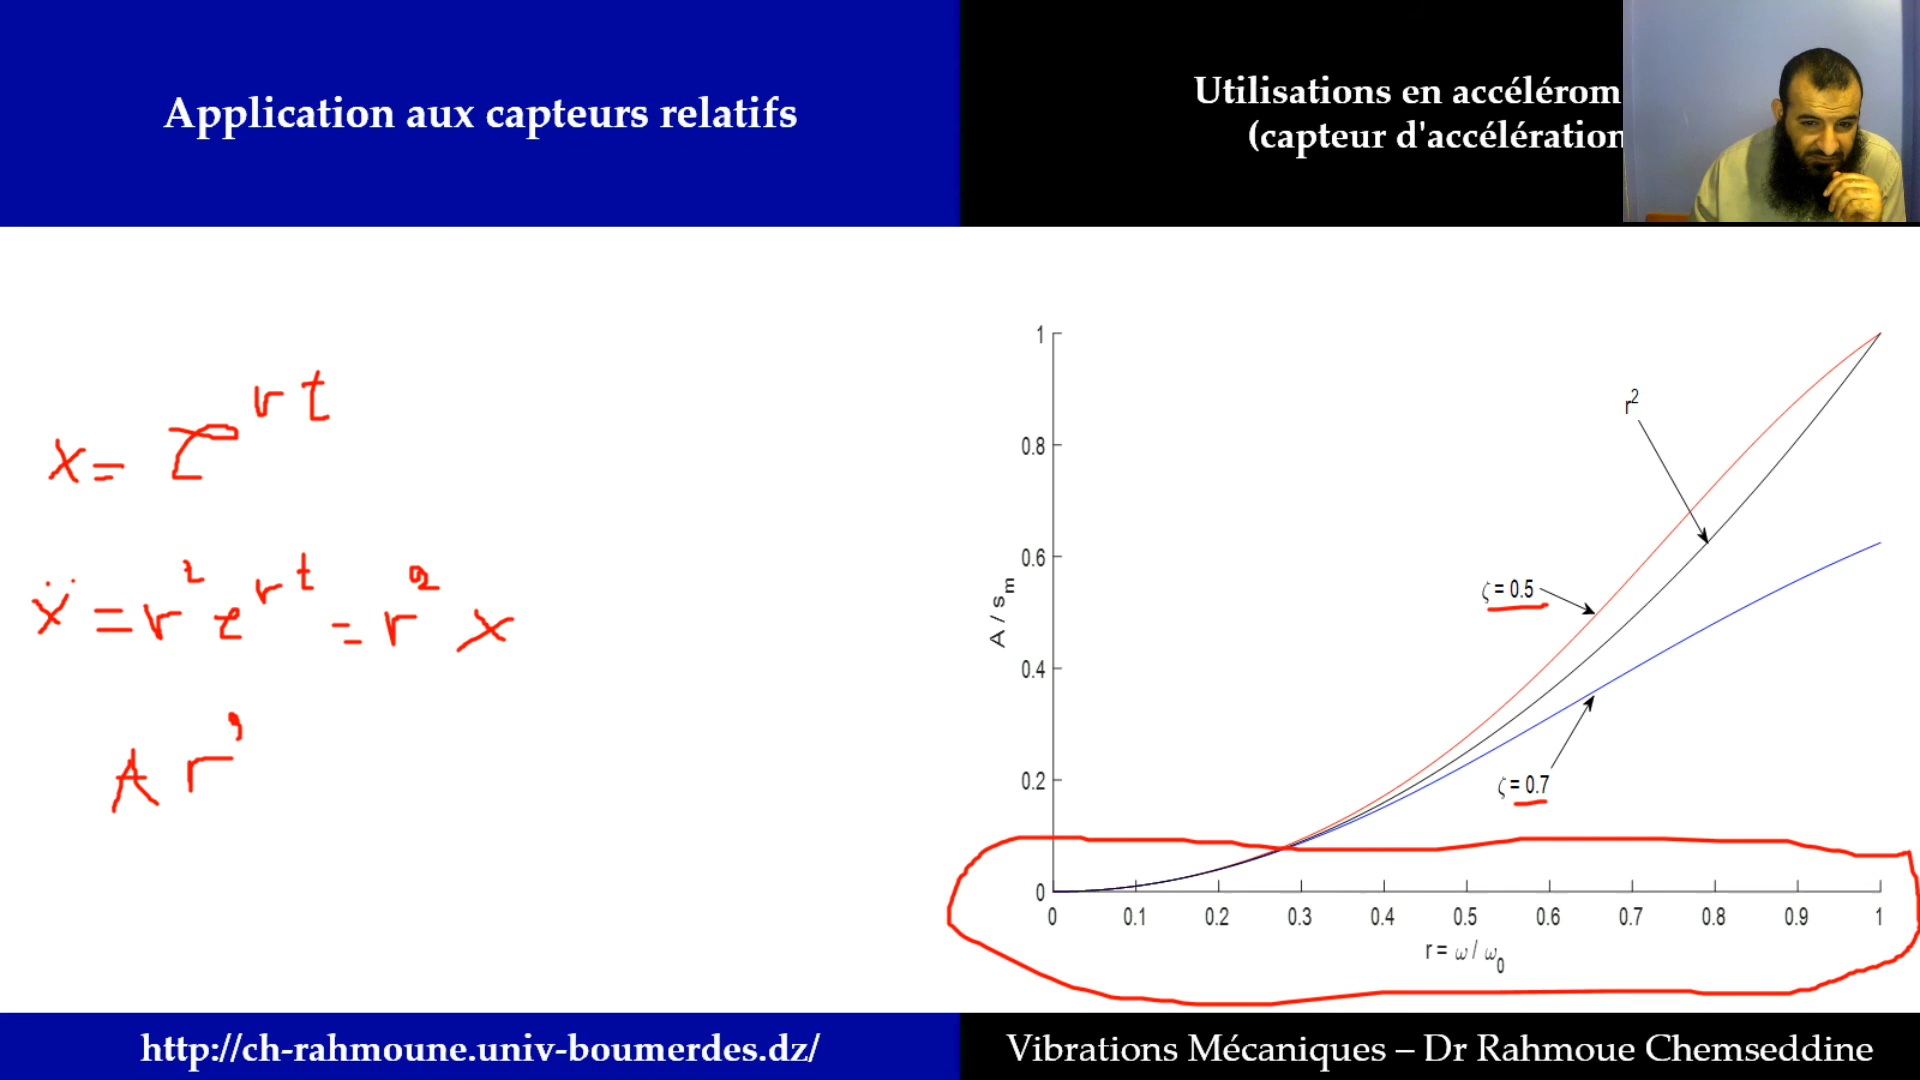 Application aux capteurs relatifs
Utilisations en accélérom
(capteur d'accélération
x = e^rt
ẍ = r² e^rt = r² x
A r²
1
0.8
0.6
0.4
0.2
0
A / s_m
r²
ζ = 0.5
ζ = 0.7
0 0.1 0.2 0.3 0.4 0.5 0.6 0.7 0.8 0.9 1
r = ω / ω₀
http://ch-rahmoune.univ-boumerdes.dz/
Vibrations Mécaniques – Dr Rahmoue Chemseddine